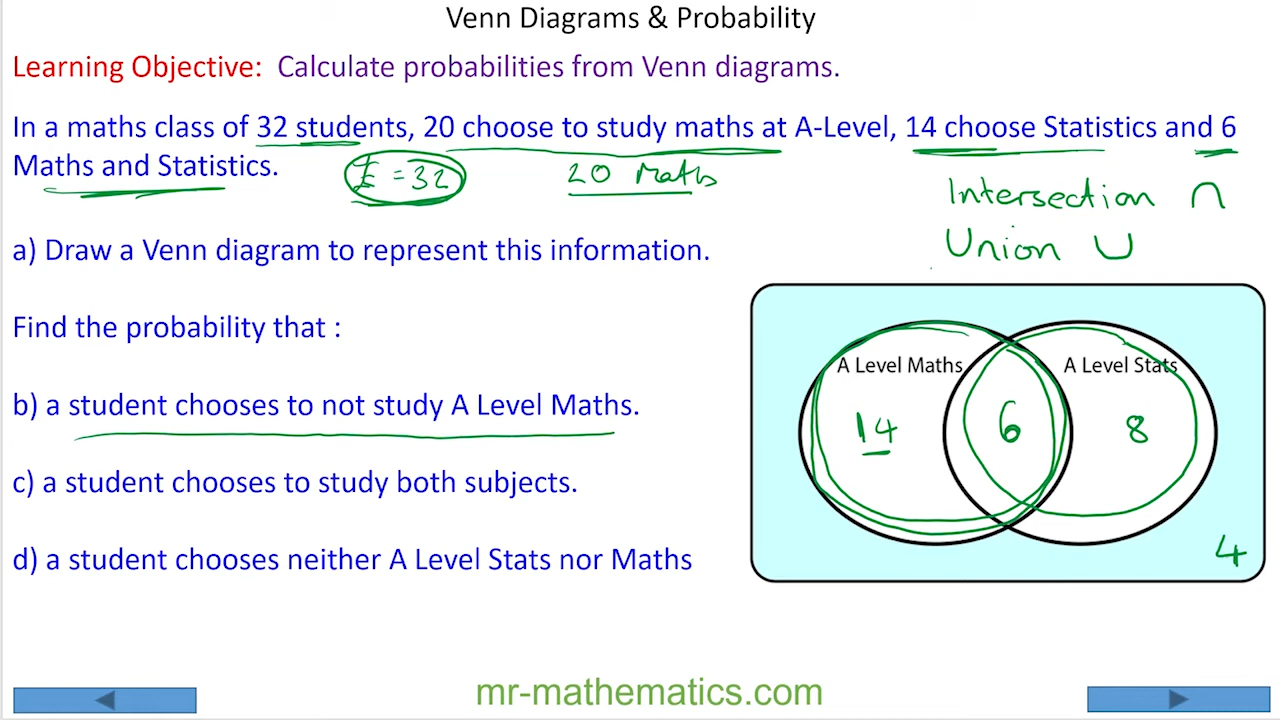 Venn Diagrams & Probability
Learning Objective: Calculate probabilities from Venn diagrams.
In a maths class of 32 students, 20 choose to study maths at A-Level, 14 choose Statistics and 6
Maths and Statistics.
ξ = 32
20 Maths
Intersection ∩
Union ∪
a) Draw a Venn diagram to represent this information.
Find the probability that :
A Level Maths
A Level Stats
b) a student chooses to not study A Level Maths.
14
6
8
c) a student chooses to study both subjects.
d) a student chooses neither A Level Stats nor Maths
4
mr-mathematics.com